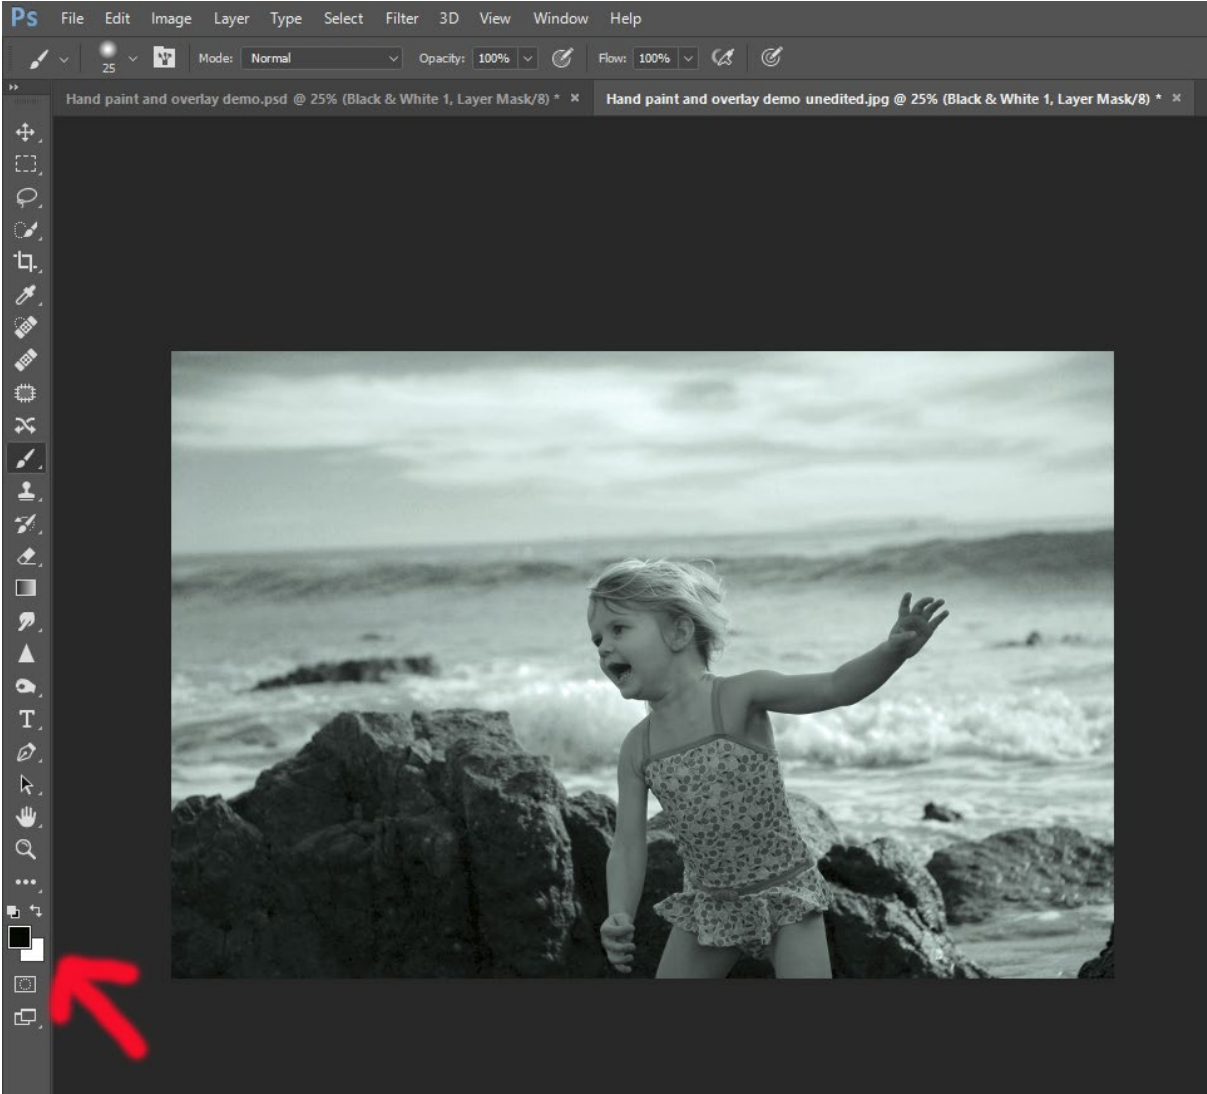 Ps File Edit Image Layer Type Select Filter 3D View Window Help
25 Mode: Normal Opacity: 100% Flow: 100%
Hand paint and overlay demo.psd @ 25% (Black & White 1, Layer Mask/8) * × Hand paint and overlay demo unedited.jpg @ 25% (Black & White 1, Layer Mask/8) * ×
T